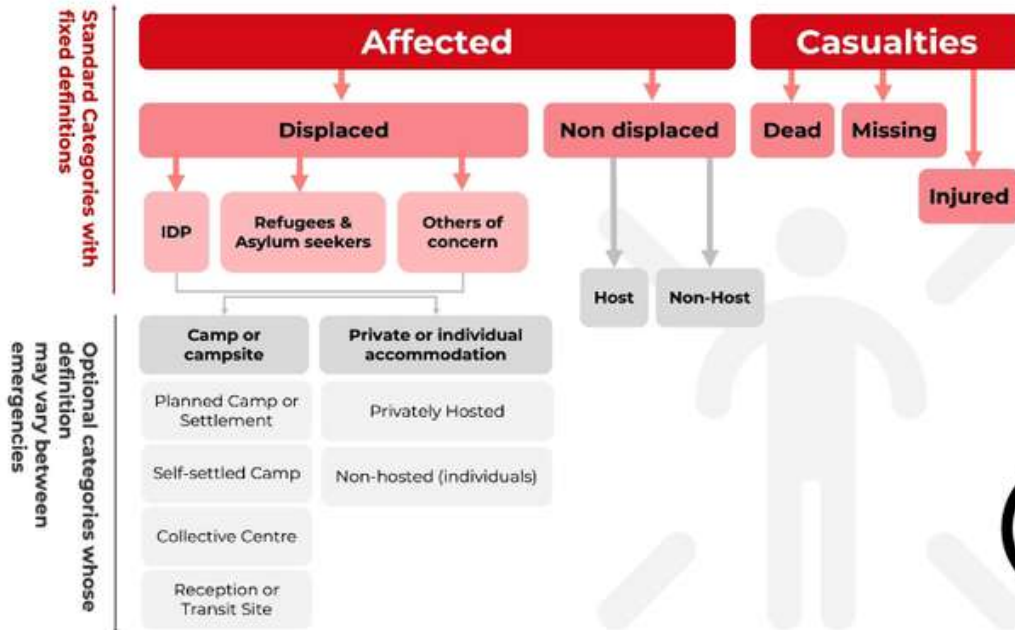 Standard Categories with
fixed definitions
Affected
Casualties
Displaced
Non displaced
Dead
Missing
Injured
IDP
Refugees &
Asylum seekers
Others of
concern
Host
Non-Host
Optional categories whose
definition
may vary between
emergencies
Camp or
campsite
Private or individual
accommodation
Planned Camp or
Settlement
Privately Hosted
Self-settled Camp
Non-hosted (individuals)
Collective Centre
Reception or
Transit Site